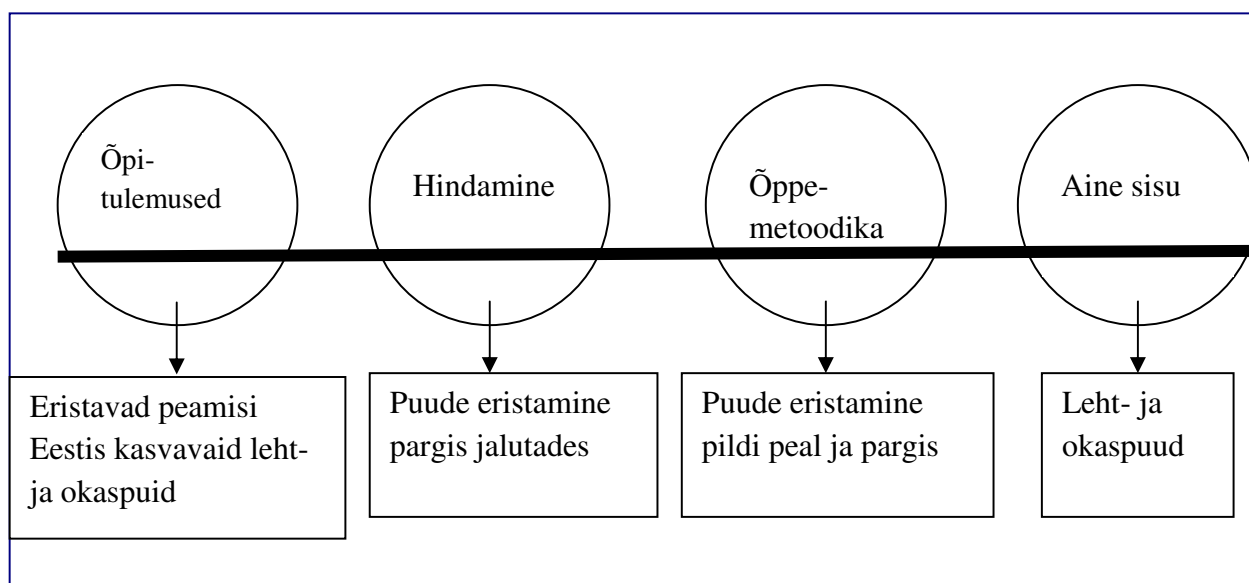 Õpi-
tulemused
Hindamine
Õppe-
metoodika
Aine sisu
Eristavad peamisi
Eestis kasvavaid leht-
ja okaspuid
Puude eristamine
pargis jalutades
Puude eristamine
pildi peal ja pargis
Leht- ja
okaspuud